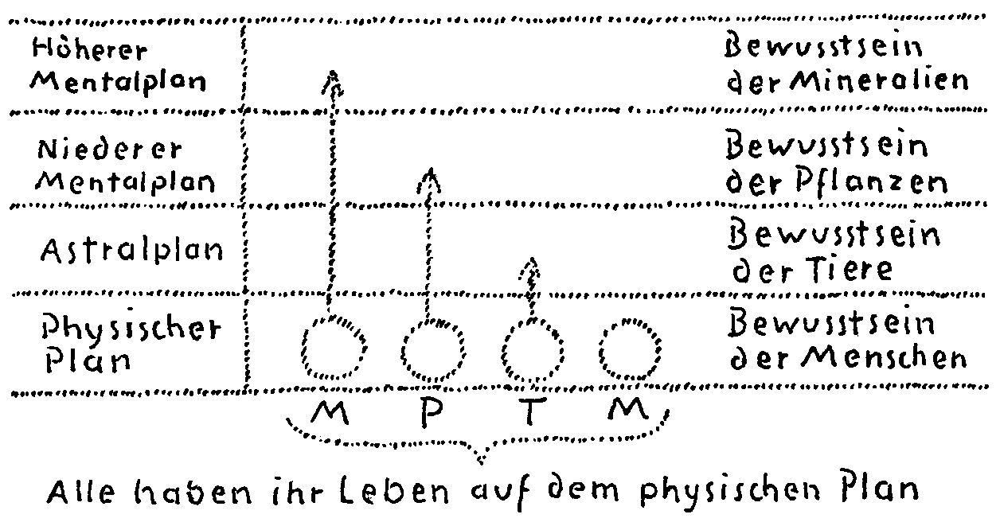 Höherer
Mentalplan
Bewusstsein
der Mineralien
Niederer
Mentalplan
Bewusstsein
der Pflanzen
Astralplan
Bewusstsein
der Tiere
Physischer
Plan
Bewusstsein
der Menschen
M P T M
Alle haben ihr Leben auf dem physischen Plan